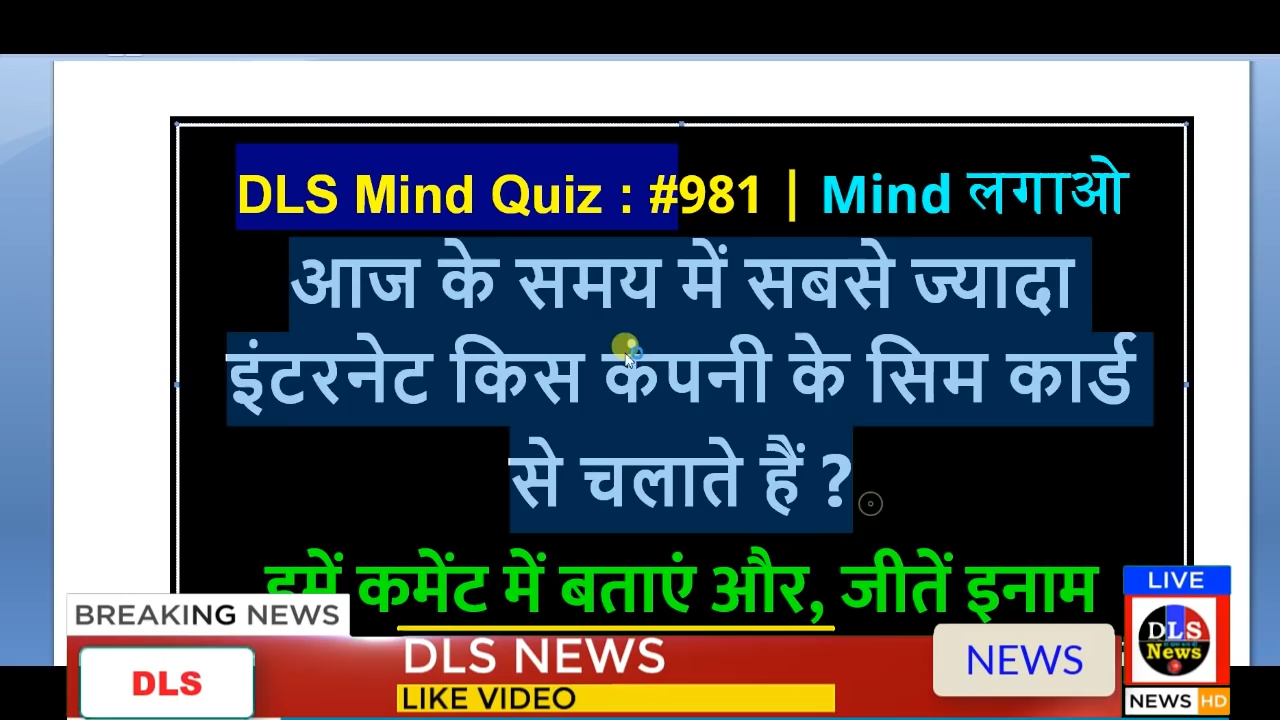 DLS Mind Quiz : #981 | Mind लगाओ
आज के समय में सबसे ज्यादा
इंटरनेट किस कपनी के सिम कार्ड
से चलाते हैं ?
हमें कमेंट में बताएं और, जीतें इनाम
BREAKING NEWS
DLS
DLS NEWS
LIKE VIDEO
NEWS
LIVE
DLS
News
NEWS HD